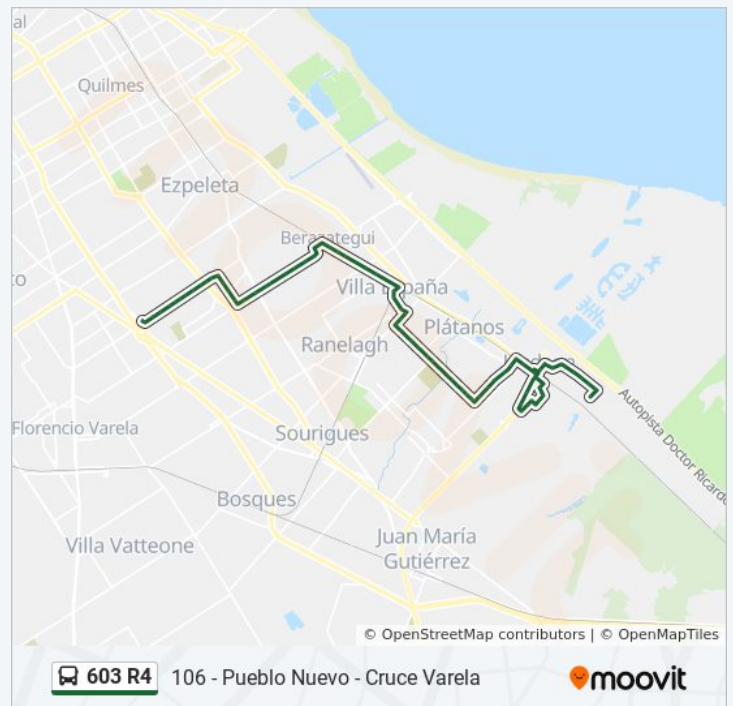 al
Quilmes
Ezpeleta
Berazategui
Villa España
Plátanos
Ranelagh
Florencio Varela
Sourigues
Bosques
Villa Vatteone
Juan María
Gutiérrez
Autopista Doctor Ricardo
© OpenStreetMap contributors | © OpenMapTiles
603 R4 106 - Pueblo Nuevo - Cruce Varela
moovit